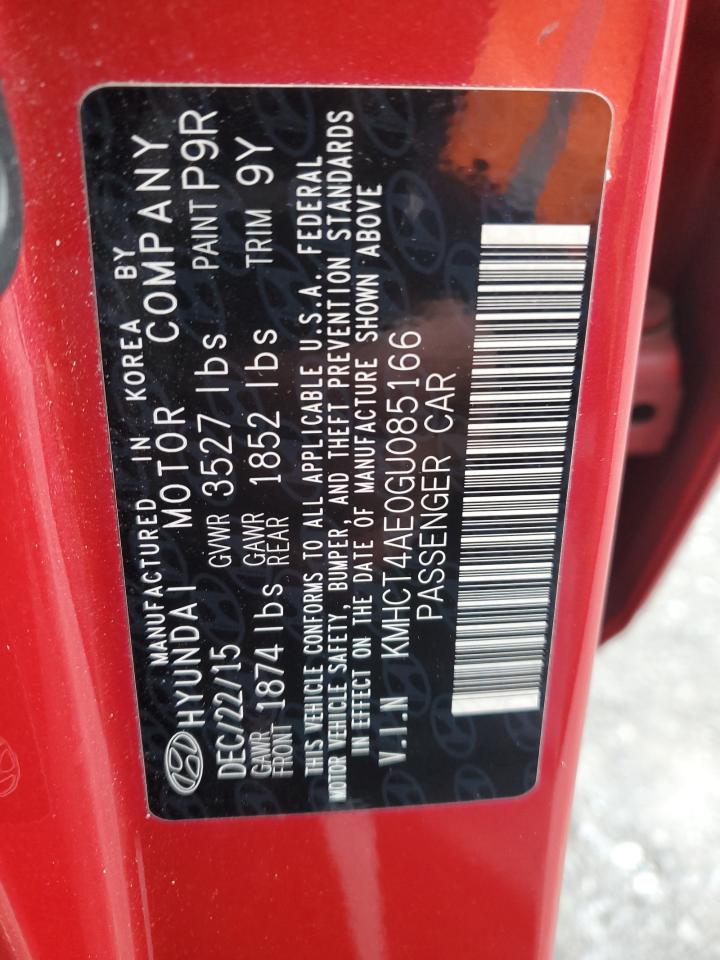 MANUFACTURED IN KOREA BY
HYUNDAI MOTOR COMPANY
DEC/22/15 GVWR 3527 lbs PAINT P9R
GAWR FRONT 1874 lbs GAWR REAR 1852 lbs TRIM 9Y
THIS VEHICLE CONFORMS TO ALL APPLICABLE U.S.A. FEDERAL
MOTOR VEHICLE SAFETY, BUMPER, AND THEFT PREVENTION STANDARDS
IN EFFECT ON THE DATE OF MANUFACTURE SHOWN ABOVE
V.I.N KMHCT4AE0GU085166
PASSENGER CAR